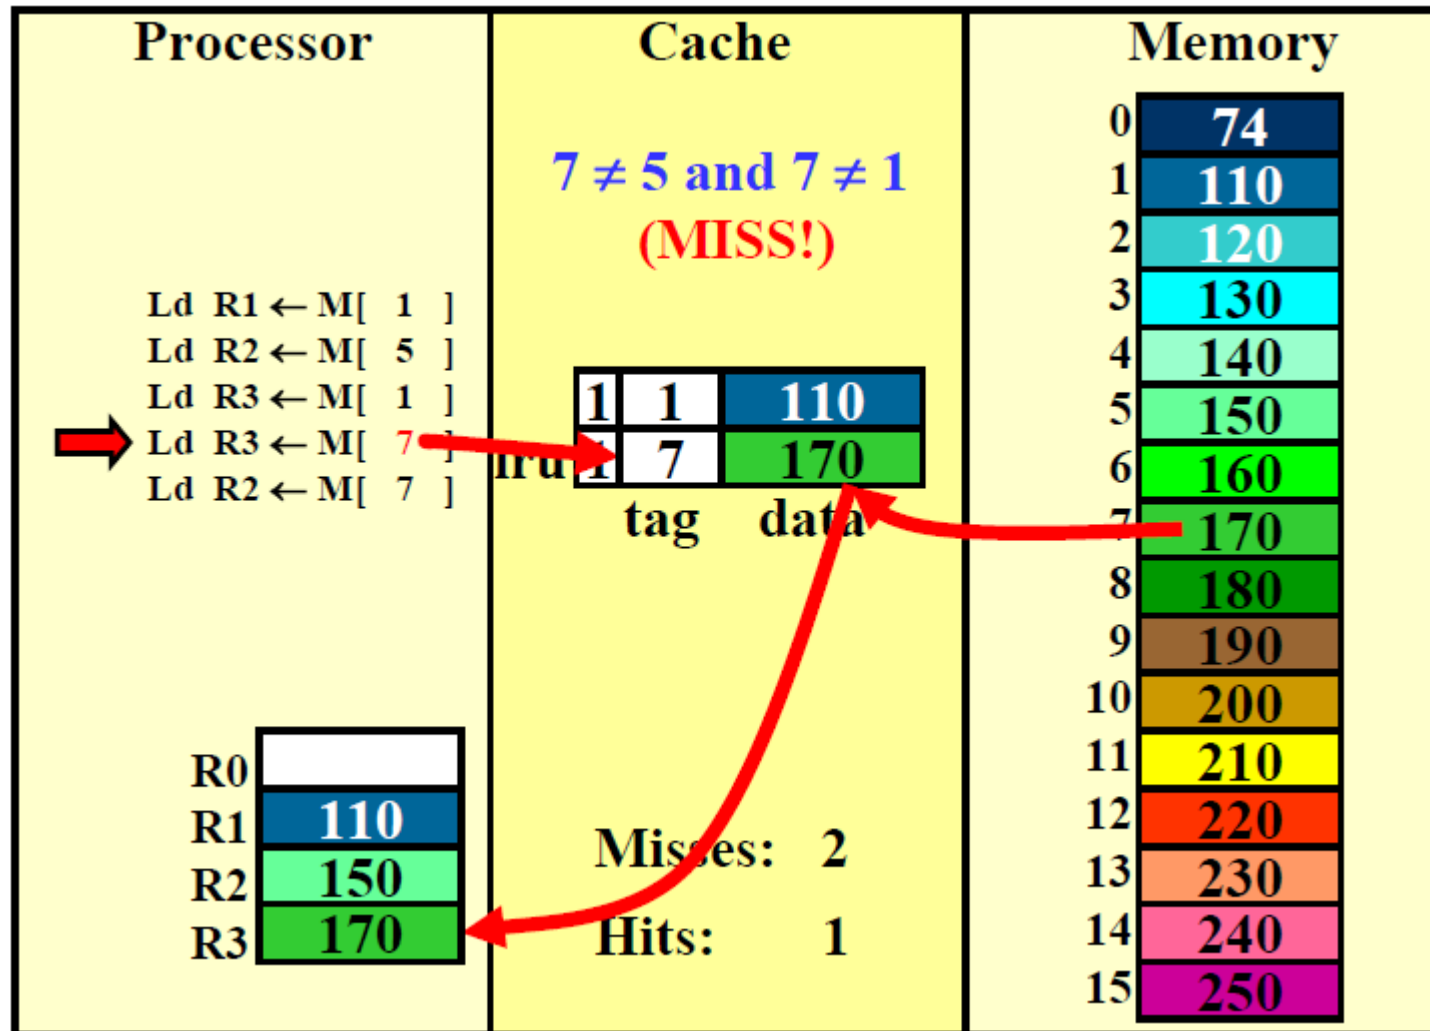 Processor
Ld R1 ← M[ 1 ]
Ld R2 ← M[ 5 ]
Ld R3 ← M[ 1 ]
Ld R3 ← M[ 7 ]
Ld R2 ← M[ 7 ]
R0
R1 110
R2 150
R3 170
Cache
7 ≠ 5 and 7 ≠ 1
(MISS!)
1 1 110
lru 1 7 170
tag data
Misses: 2
Hits: 1
Memory
0 74
1 110
2 120
3 130
4 140
5 150
6 160
7 170
8 180
9 190
10 200
11 210
12 220
13 230
14 240
15 250